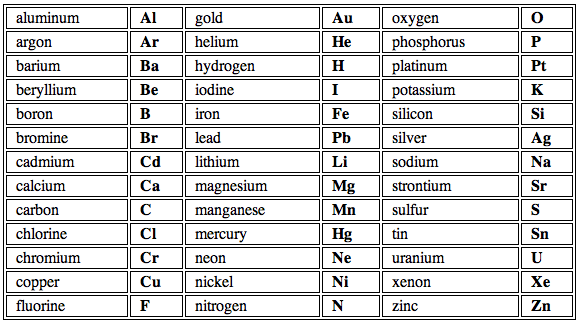 aluminum Al gold Au oxygen O
argon Ar helium He phosphorus P
barium Ba hydrogen H platinum Pt
beryllium Be iodine I potassium K
boron B iron Fe silicon Si
bromine Br lead Pb silver Ag
cadmium Cd lithium Li sodium Na
calcium Ca magnesium Mg strontium Sr
carbon C manganese Mn sulfur S
chlorine Cl mercury Hg tin Sn
chromium Cr neon Ne uranium U
copper Cu nickel Ni xenon Xe
fluorine F nitrogen N zinc Zn